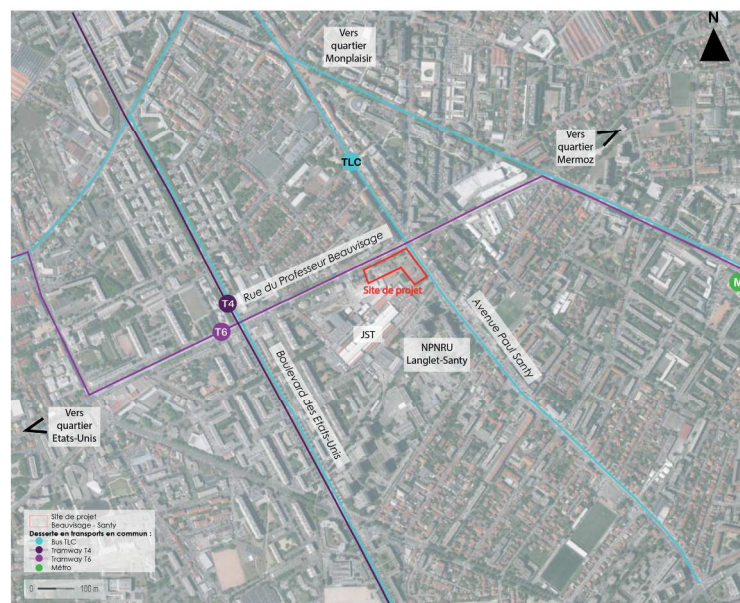 Vers
quartier
Monplaisir
N
Vers
quartier
Mermoz
TLC
Rue du Professeur Beauvisage
Site de projet
M
T4
T6
JST
NPNRU
Langlet-Santy
Avenue Paul Santy
Boulevard des Etats-Unis
Vers
quartier
Etats-Unis
Site de projet
Beauvisage - Santy
Desserte en transports en commun :
Bus TLC
Tramway T4
Tramway T6
Métro
0 100 m